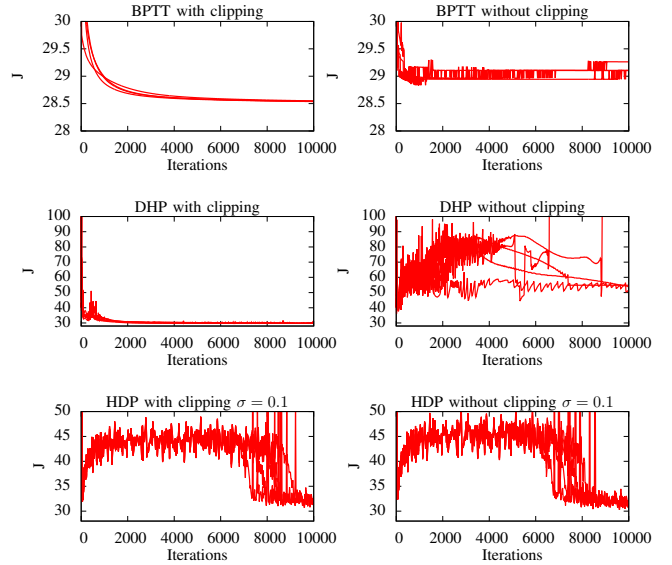 BPTT with clipping
30
29.5
29
28.5
28
J
0 2000 4000 6000 8000 10000
Iterations
BPTT without clipping
30
29.5
29
28.5
28
J
0 2000 4000 6000 8000 10000
Iterations
DHP with clipping
100
90
80
70
60
50
40
30
J
0 2000 4000 6000 8000 10000
Iterations
DHP without clipping
100
90
80
70
60
50
40
30
J
0 2000 4000 6000 8000 10000
Iterations
HDP with clipping σ = 0.1
50
45
40
35
30
J
0 2000 4000 6000 8000 10000
Iterations
HDP without clipping σ = 0.1
50
45
40
35
30
J
0 2000 4000 6000 8000 10000
Iterations